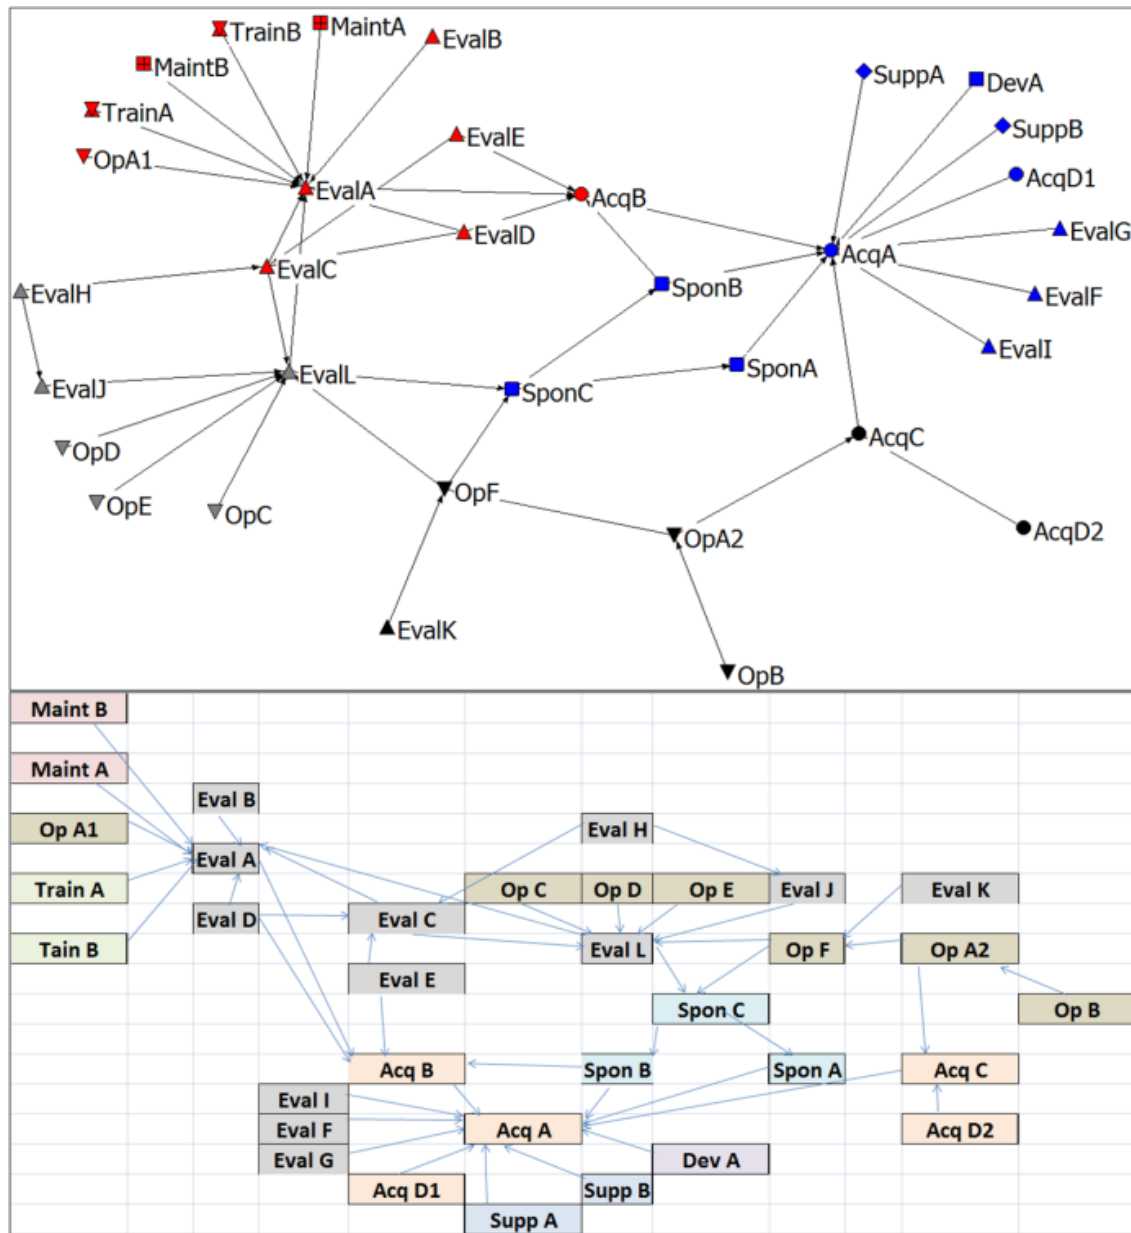 TrainB
MaintA
EvalB
MaintB
SuppA
DevA
TrainA
SuppB
EvalE
OpA1
AcqD1
EvalA
AcqB
EvalD
EvalG
AcqA
EvalC
EvalH
SponB
EvalF
EvalI
EvalJ
EvalL
SponC
SponA
OpD
AcqC
OpE
OpC
OpF
OpA2
AcqD2
EvalK
OpB
Maint B
Maint A
Eval B
Op A1
Eval H
Eval A
Train A
Op C
Op D
Op E
Eval J
Eval K
Eval D
Eval C
Tain B
Eval L
Op F
Op A2
Eval E
Spon C
Op B
Acq B
Spon B
Spon A
Acq C
Eval I
Eval F
Acq A
Acq D2
Eval G
Dev A
Acq D1
Supp B
Supp A